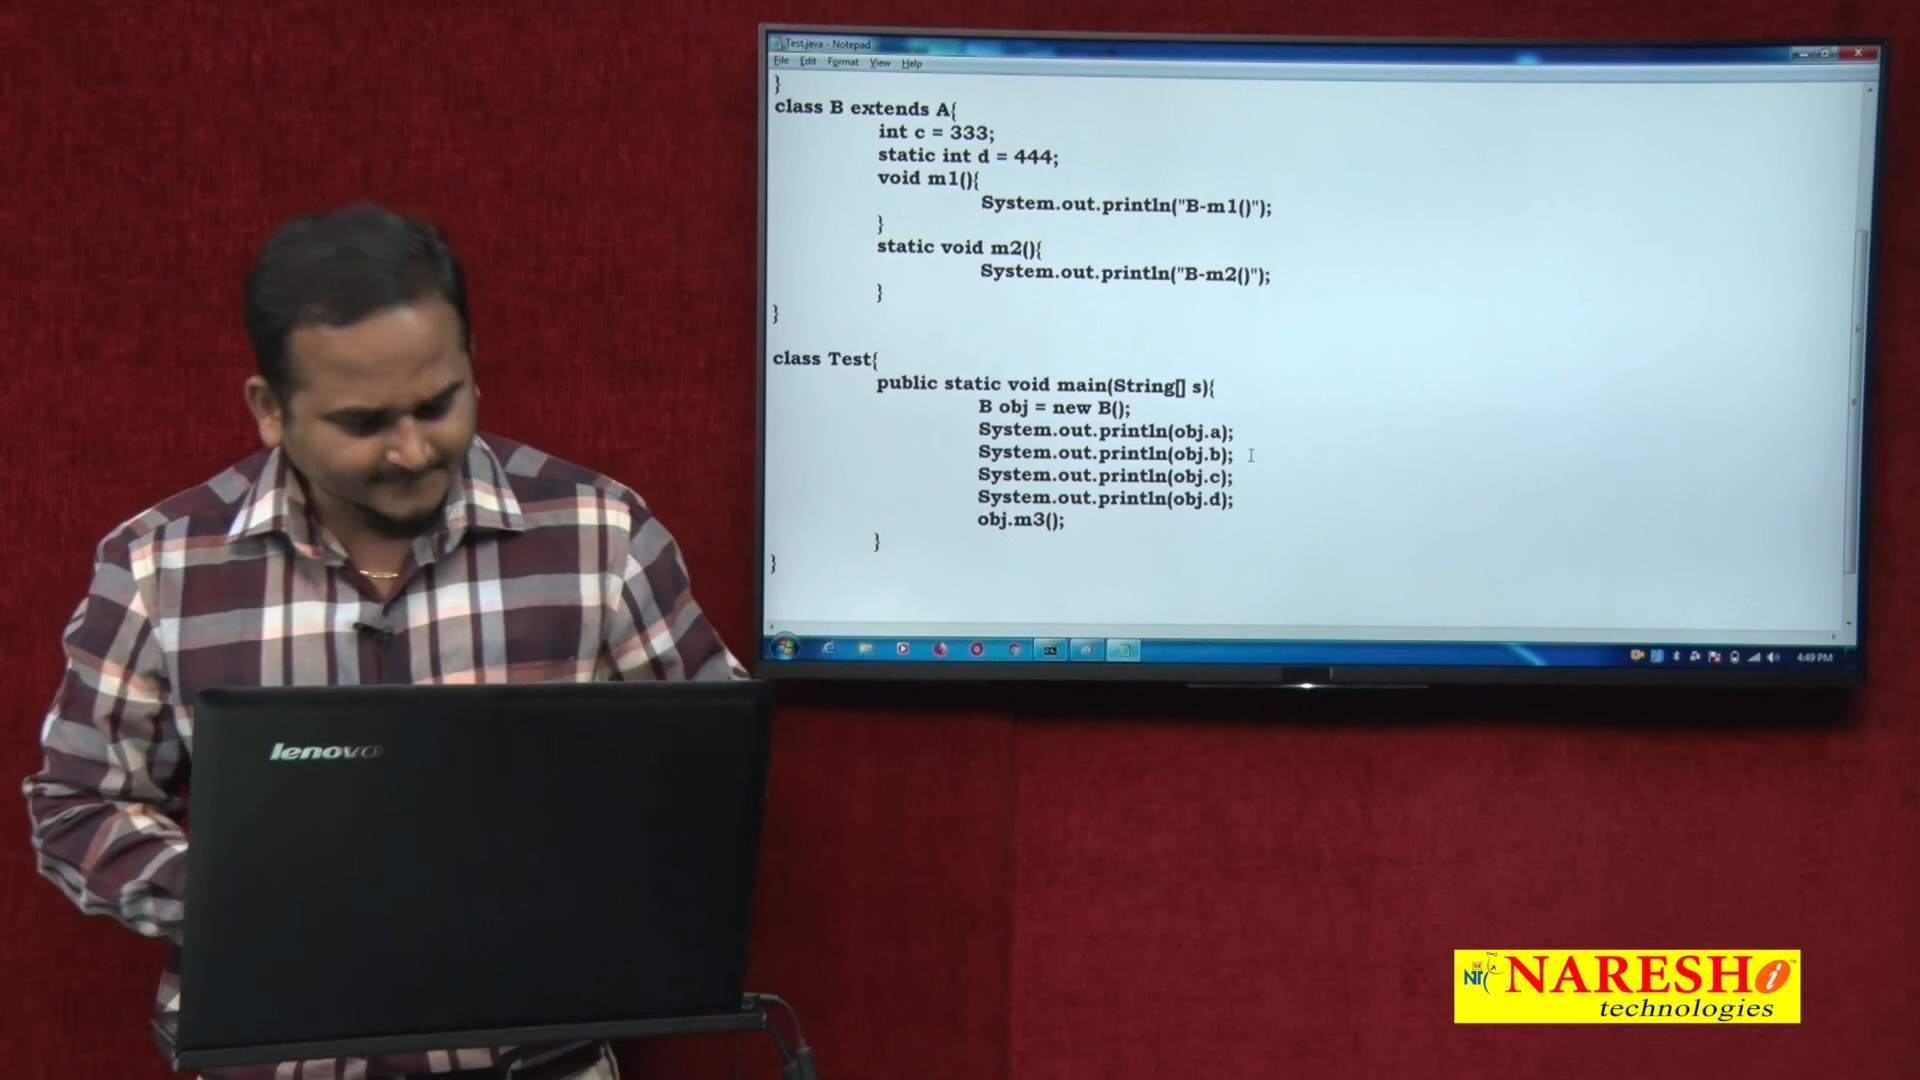 Test.java - Notepad
File Edit Format View Help
}
class B extends A{
int c = 333;
static int d = 444;
void m1(){
System.out.println("B-m1()");
}
static void m2(){
System.out.println("B-m2()");
}
}
class Test{
public static void main(String[] s){
B obj = new B();
System.out.println(obj.a);
System.out.println(obj.b);
System.out.println(obj.c);
System.out.println(obj.d);
obj.m3();
}
}
4:49 PM
lenovo
NARESH i ™
technologies